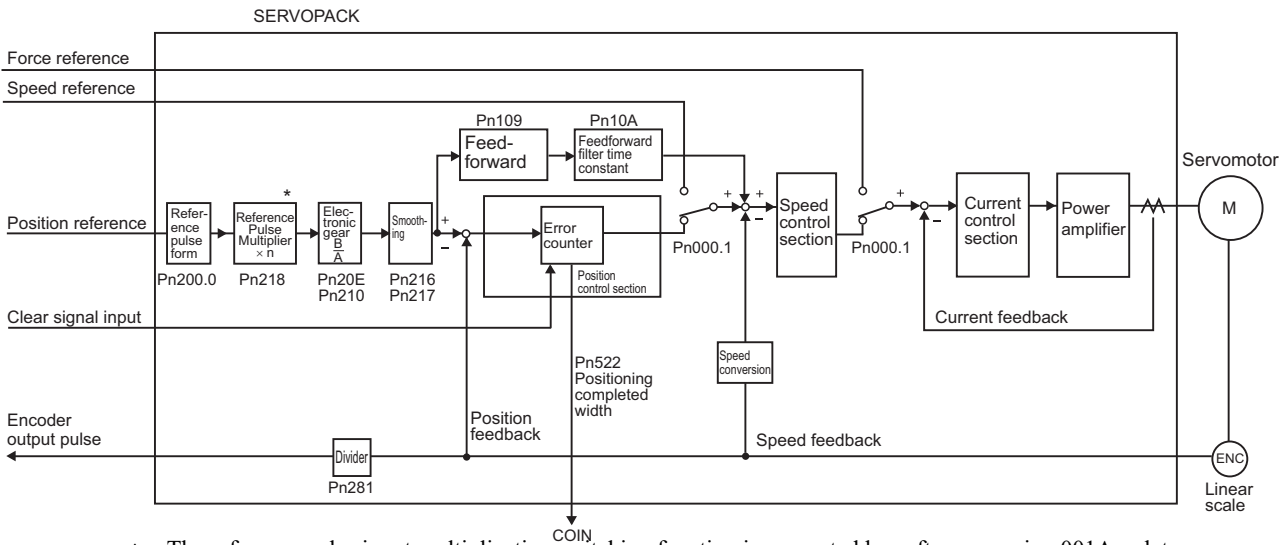 SERVOPACK
Force reference
Speed reference
Pn109
Pn10A
Feed-
forward
Feedforward
filter time
constant
Servomotor
M
*
Position reference
Refer-
ence
pulse
form
Pn200.0
Reference
Pulse
Multiplier
× n
Pn218
Elec-
tronic
gear
B
A
Pn20E
Pn210
Smooth-
ing
Pn216
Pn217
+
−
Error
counter
Position
control section
Pn000.1
+
+
−
Speed
control
section
Pn000.1
+
−
Current
control
section
Power
amplifier
Clear signal input
Current feedback
Speed
conversion
Pn522
Positioning
completed
width
Encoder
output pulse
Position
feedback
Speed feedback
Divider
Pn281
ENC
Linear
scale
COIN